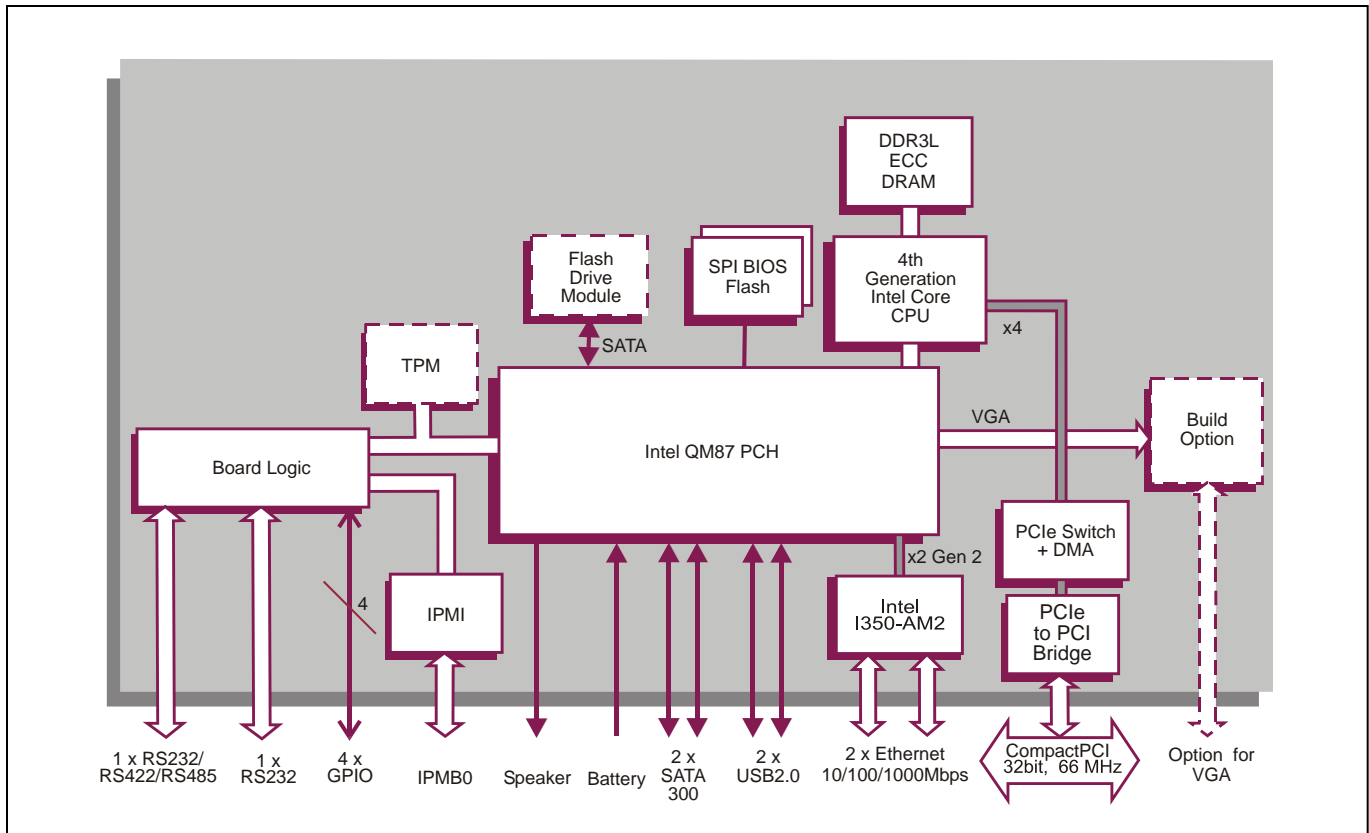 DDR3L
ECC
DRAM
Flash
Drive
Module
SPI BIOS
Flash
4th
Generation
Intel Core
CPU
x4
SATA
TPM
VGA
Build
Option
Board Logic
Intel QM87 PCH
PCIe Switch
+ DMA
x2 Gen 2
4
IPMI
Intel
I350-AM2
PCIe
to PCI
Bridge
1 x RS232/
RS422/RS485
1 x
RS232
4 x
GPIO
IPMB0
Speaker
Battery
2 x
SATA
300
2 x
USB2.0
2 x Ethernet
10/100/1000Mbps
CompactPCI
32bit, 66 MHz
Option for
VGA